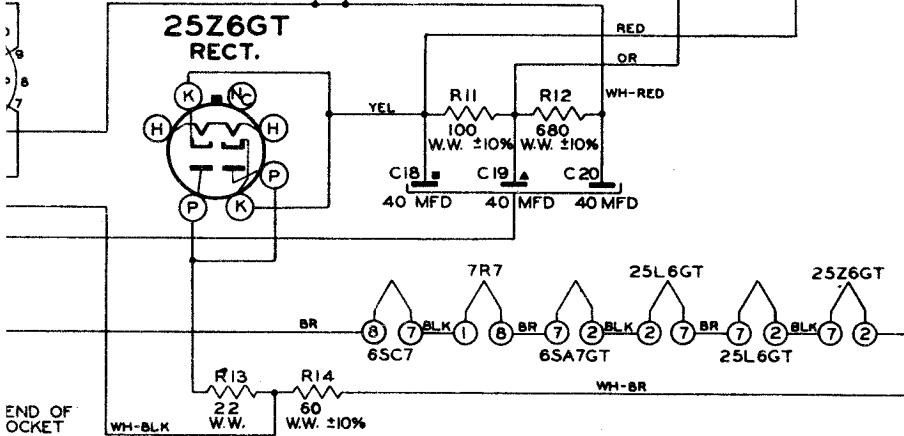 25Z6GT
RECT.
RED
OR
WH-RED
YEL
K
NC
H
H
P
P
K
9
8
7
R11
100
W.W. ±10%
R12
680
W.W. ±10%
C18
C19
C20
40 MFD
40 MFD
40 MFD
7R7
25L6GT
25Z6GT
BR
8
7
BLK
1
8
BR
7
2
BLK
2
7
BR
7
2
BLK
7
2
6SC7
6SA7GT
25L6GT
R13
22
W.W.
R14
60
W.W. ±10%
WH-BR
END OF
OCKET
WH-BLK